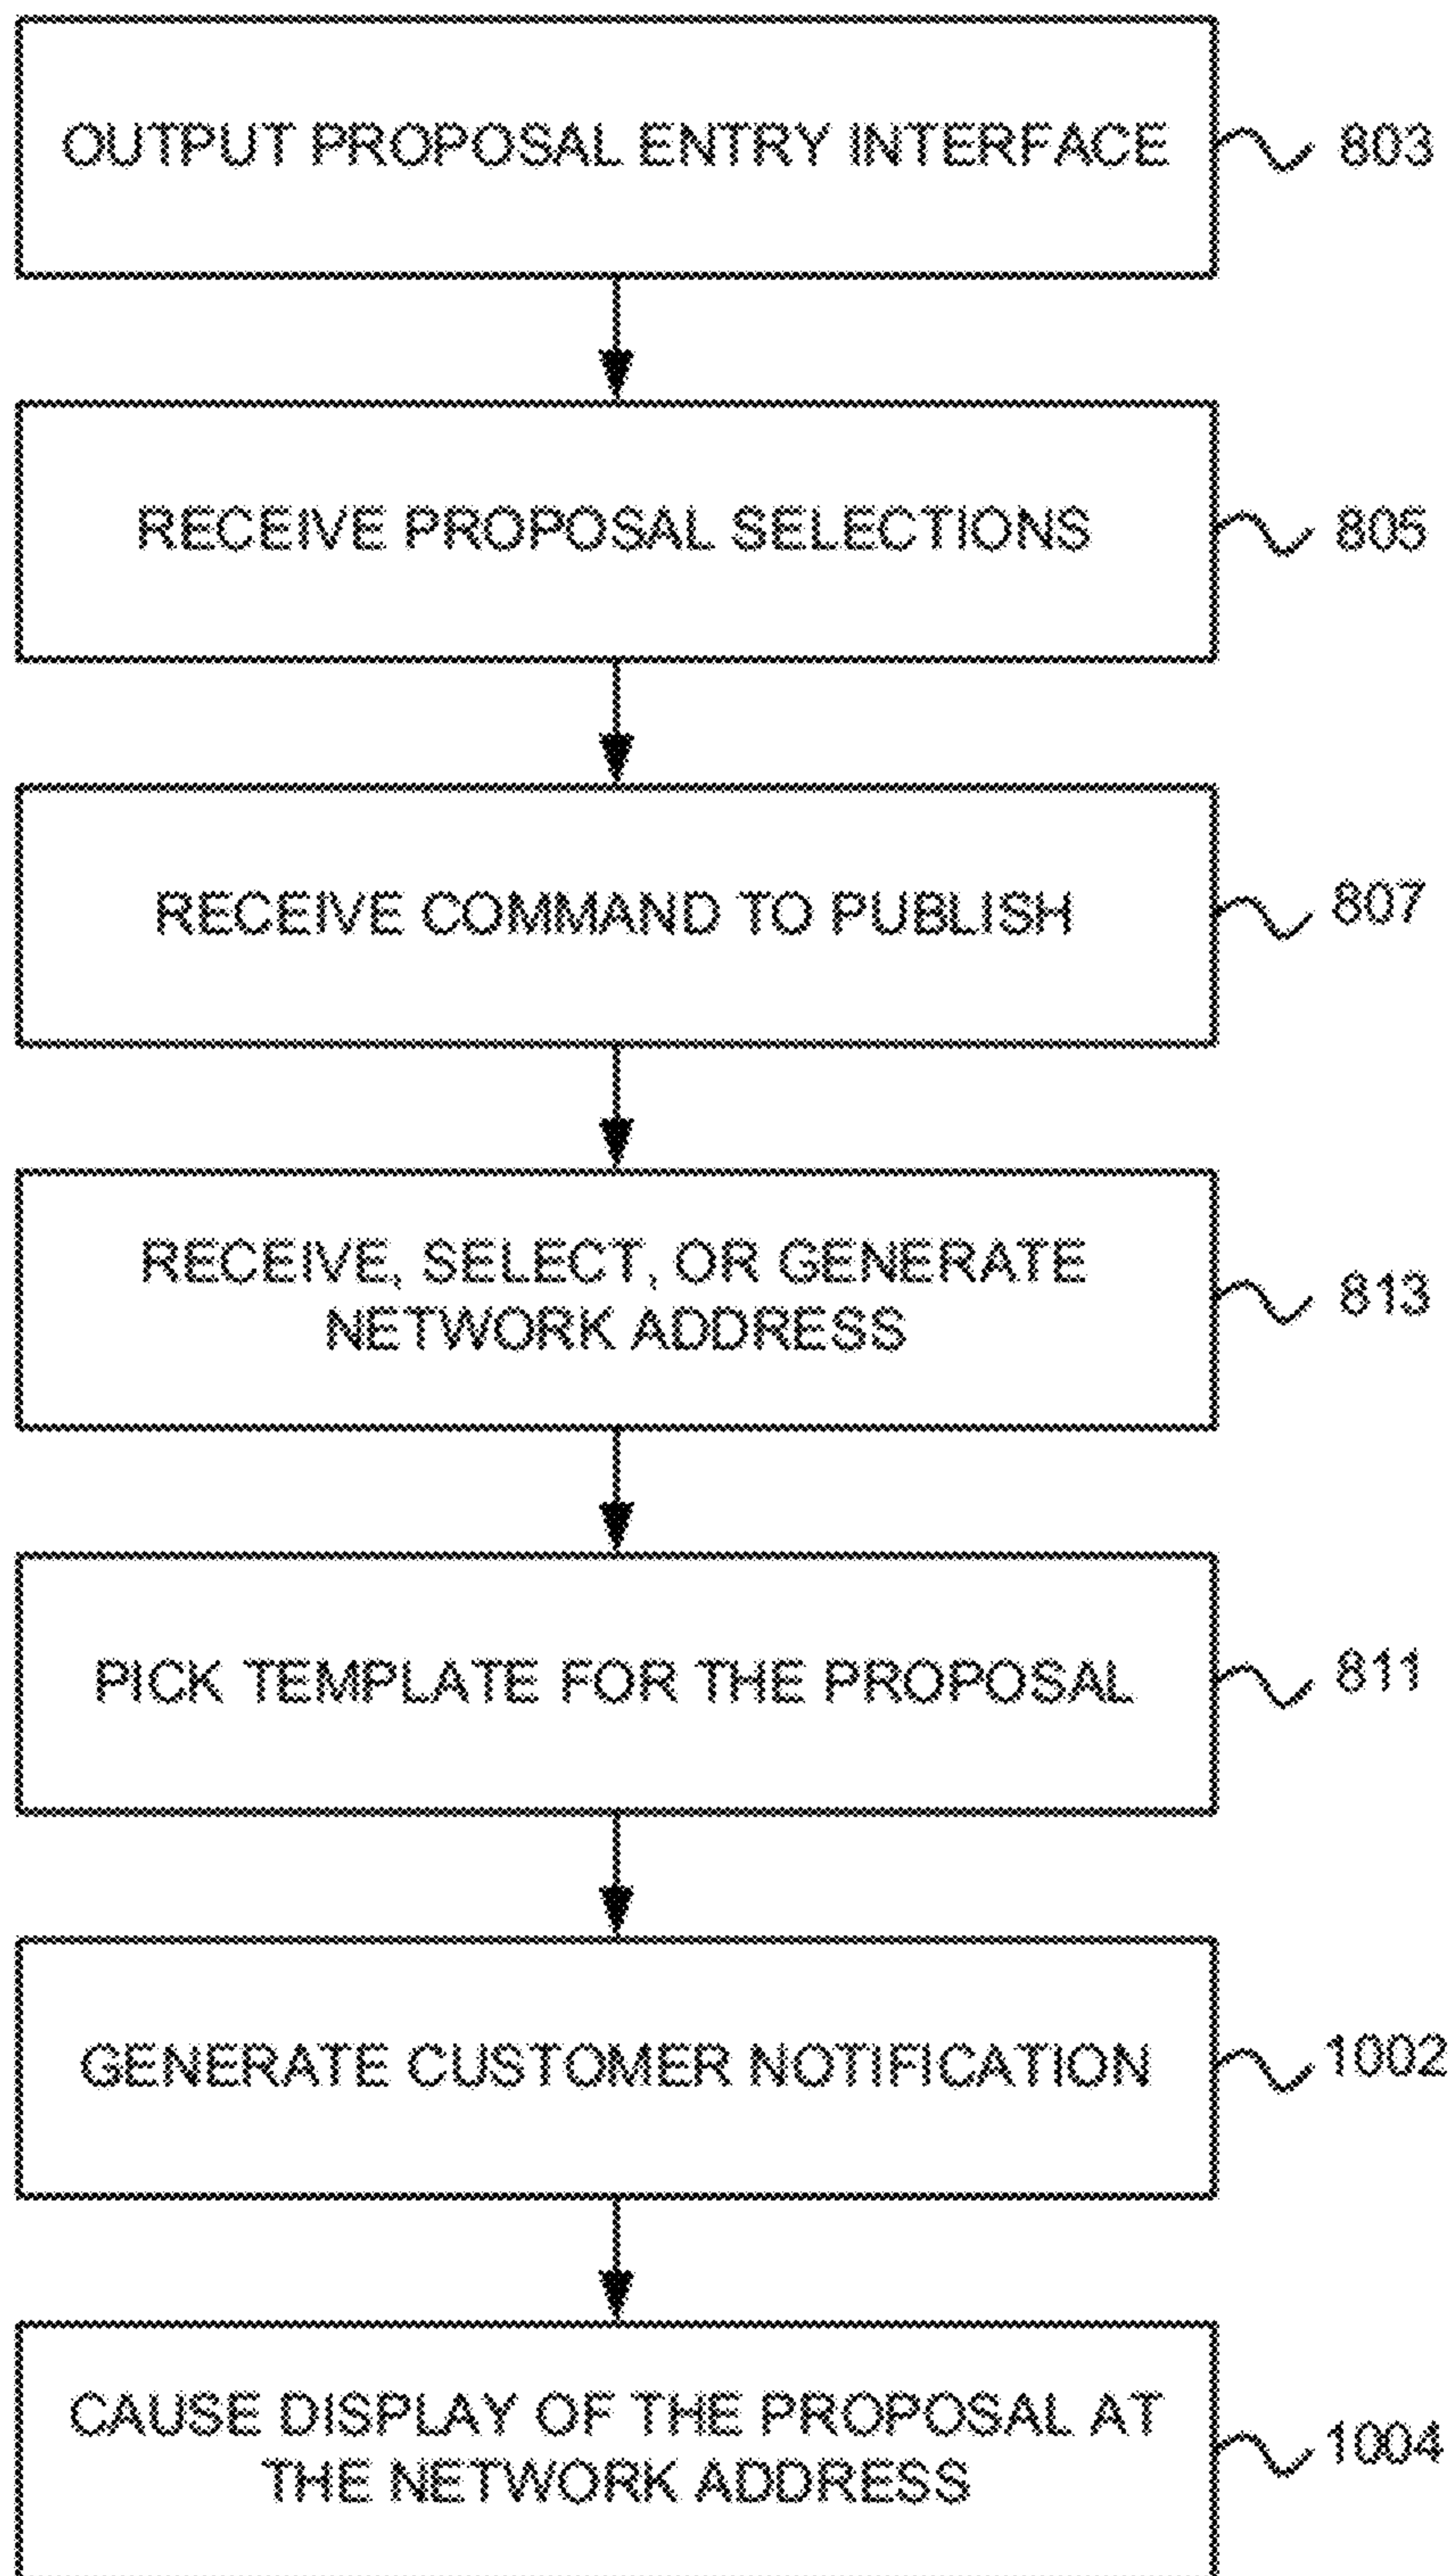 OUTPUT PROPOSAL ENTRY INTERFACE
803
RECEIVE PROPOSAL SELECTIONS
805
RECEIVE COMMAND TO PUBLISH
807
RECEIVE, SELECT, OR GENERATE
NETWORK ADDRESS
813
PICK TEMPLATE FOR THE PROPOSAL
811
GENERATE CUSTOMER NOTIFICATION
1002
CAUSE DISPLAY OF THE PROPOSAL AT
THE NETWORK ADDRESS
1004